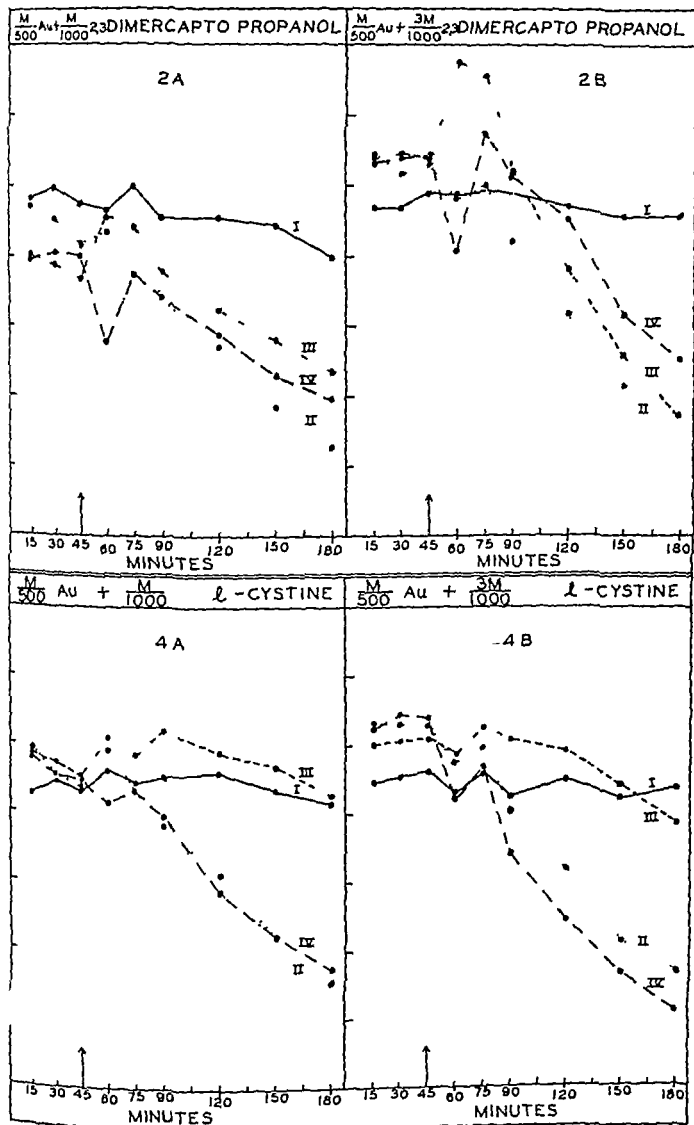 M/500 Au + M/1000 2,3 DIMERCAPTO PROPANOL
M/500 Au + 3M/1000 2,3 DIMERCAPTO PROPANOL
2A
2B
I
I
III
IV
II
IV
III
II
15 30 45 60 75 90 120 150 180
15 30 45 60 75 90 120 150 180
MINUTES
MINUTES
M/500 Au + M/1000 l-CYSTINE
M/500 Au + 3M/1000 l-CYSTINE
4A
4B
III
I
IV
II
I
III
II
IV
15 30 45 60 75 90 120 150 180
15 30 45 60 75 90 120 150 180
MINUTES
MINUTES